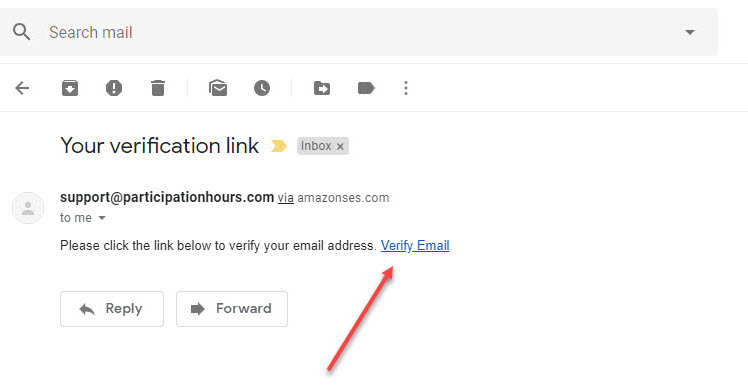 Search mail
Your verification link Inbox x
support@participationhours.com via amazonses.com
to me
Please click the link below to verify your email address. Verify Email
Reply Forward